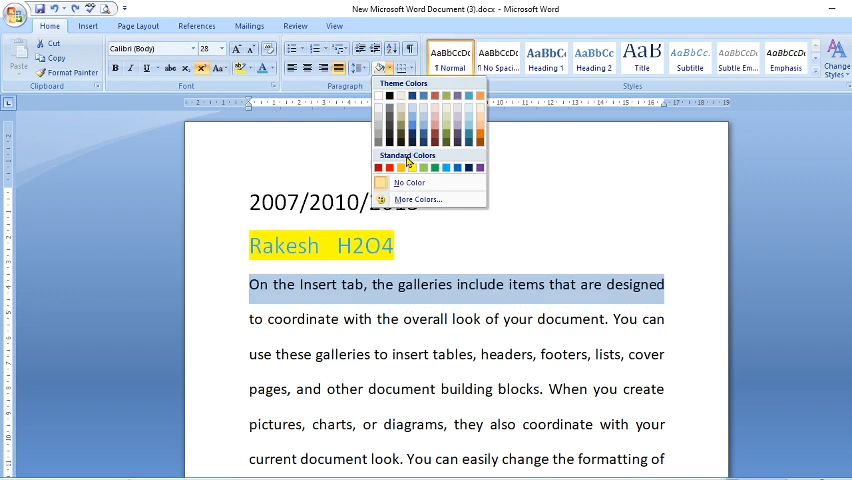 New Microsoft Word Document (3).docx - Microsoft Word
Home Insert Page Layout References Mailings Review View
Cut
Copy
Format Painter
Paste
Clipboard
Calibri (Body) 28
B I U abc x₂ x² Aa
Font
Paragraph
AaBbCcDc AaBbCcDc AaBbCc AaBbCc AaB AaBbCc. AaBbCcDc AaBbCcDc
¶ Normal ¶ No Spaci... Heading 1 Heading 2 Title Subtitle Subtle Em... Emphasis
Change
Styles
Styles
Theme Colors
Standard Colors
No Color
More Colors...
2007/2010/2013
Rakesh H2O4
On the Insert tab, the galleries include items that are designed
to coordinate with the overall look of your document. You can
use these galleries to insert tables, headers, footers, lists, cover
pages, and other document building blocks. When you create
pictures, charts, or diagrams, they also coordinate with your
current document look. You can easily change the formatting of